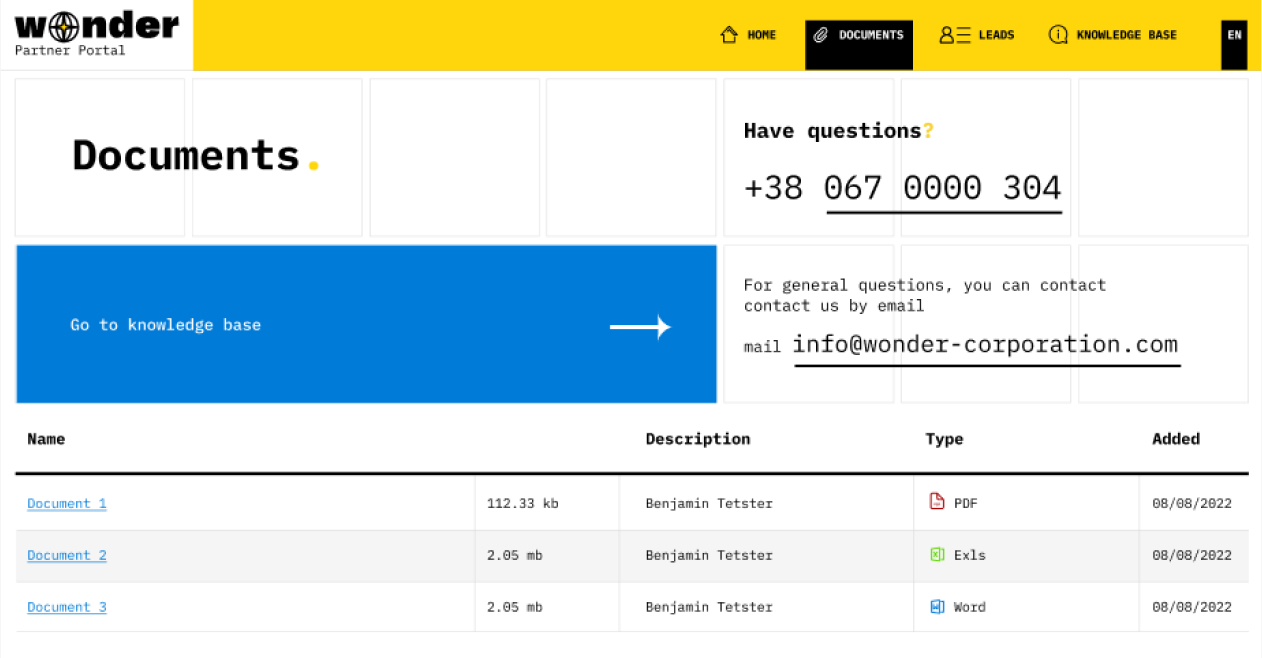 wonder
Partner Portal
HOME
DOCUMENTS
LEADS
KNOWLEDGE BASE
EN
Documents.
Have questions?
+38 067 0000 304
Go to knowledge base
For general questions, you can contact
contact us by email
mail info@wonder-corporation.com
Name Description Type Added
Document 1 112.33 kb Benjamin Tetster PDF 08/08/2022
Document 2 2.05 mb Benjamin Tetster Exls 08/08/2022
Document 3 2.05 mb Benjamin Tetster Word 08/08/2022